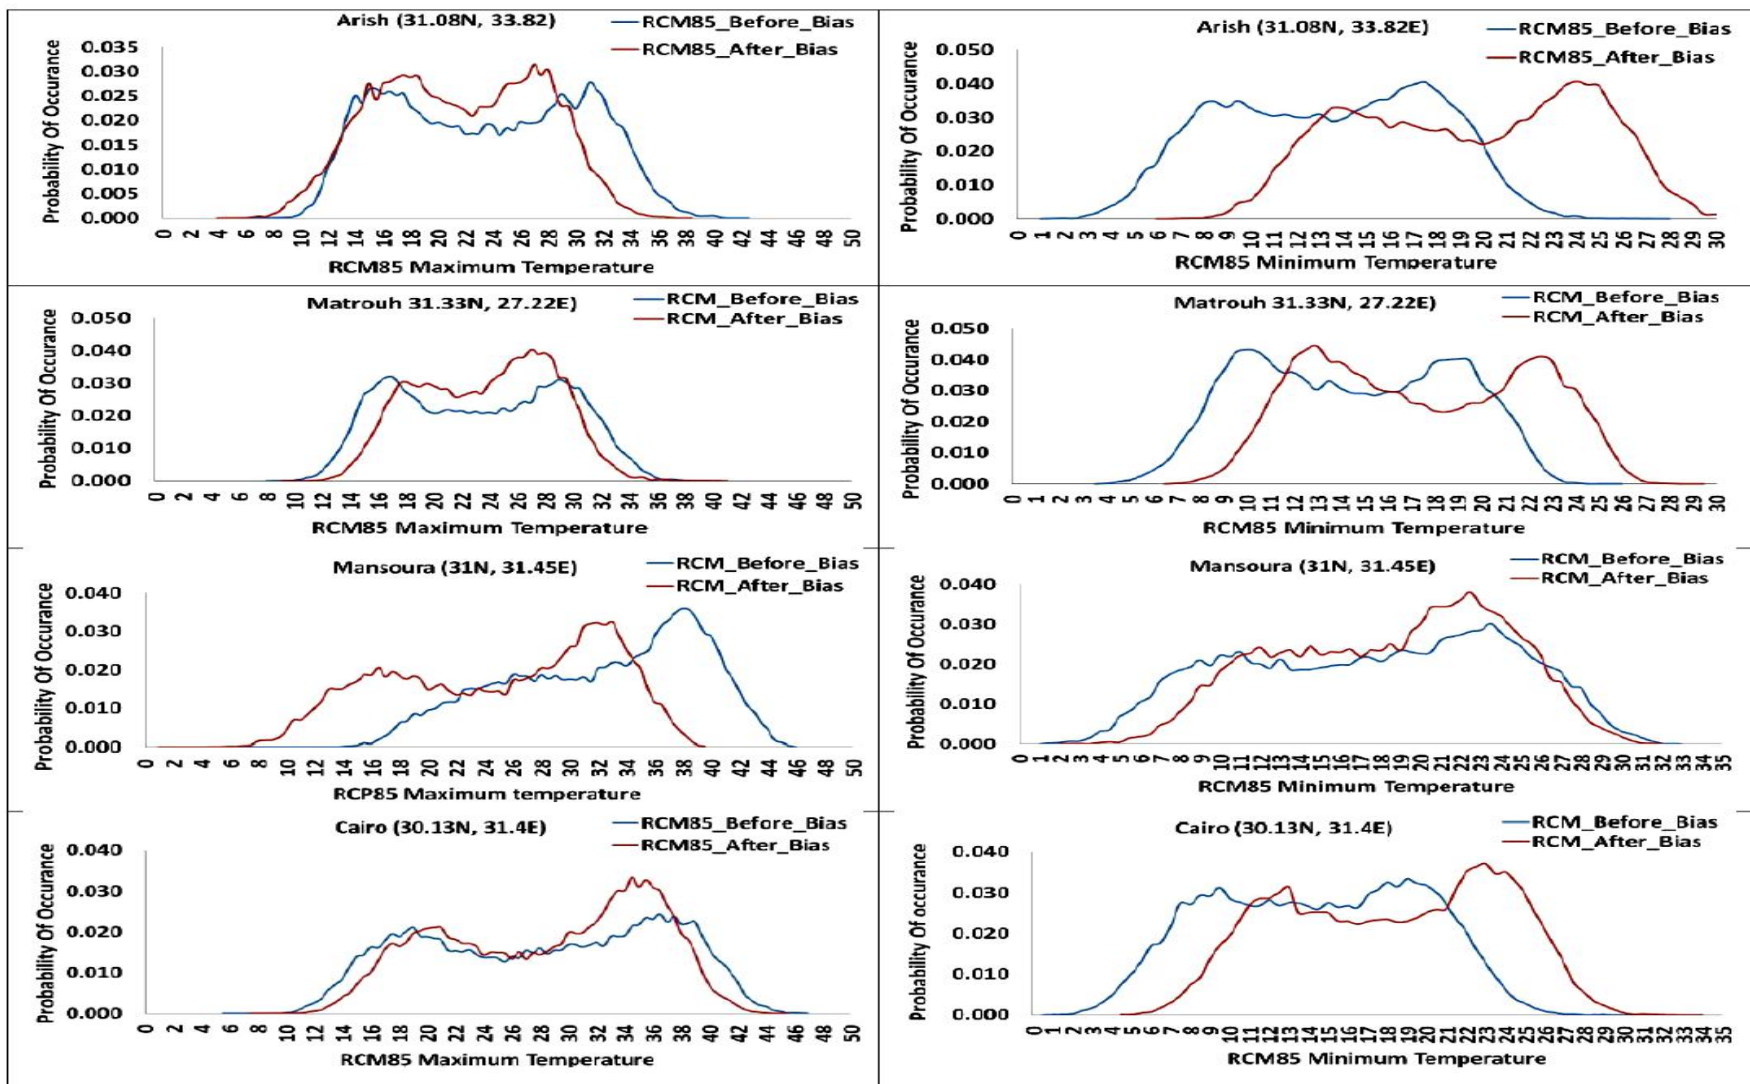 Arish (31.08N, 33.82)
RCM85_Before_Bias
RCM85_After_Bias
Probability Of Occurance
0.035
0.030
0.025
0.020
0.015
0.010
0.005
0.000
0 2 4 6 8 10 12 14 16 18 20 22 24 26 28 30 32 34 36 38 40 42 44 46 48 50
RCM85 Maximum Temperature
Arish (31.08N, 33.82E)
RCM85_Before_Bias
RCM85_After_Bias
Probability Of Occurance
0.050
0.040
0.030
0.020
0.010
0.000
0 1 2 3 4 5 6 7 8 9 10 11 12 13 14 15 16 17 18 19 20 21 22 23 24 25 26 27 28 29 30
RCM85 Minimum Temperature
Matrouh 31.33N, 27.22E)
RCM_Before_Bias
RCM_After_Bias
Probability Of Occurance
0.050
0.040
0.030
0.020
0.010
0.000
0 2 4 6 8 10 12 14 16 18 20 22 24 26 28 30 32 34 36 38 40 42 44 46 48 50
RCM85 Maximum Temperature
Matrouh 31.33N, 27.22E)
RCM_Before_Bias
RCM_After_Bias
Probability Of Occurance
0.050
0.040
0.030
0.020
0.010
0.000
0 1 2 3 4 5 6 7 8 9 10 11 12 13 14 15 16 17 18 19 20 21 22 23 24 25 26 27 28 29 30
RCM85 Minimum Temperature
Mansoura (31N, 31.45E)
RCM_Before_Bias
RCM_After_Bias
Probability Of Occurance
0.040
0.030
0.020
0.010
0.000
0 2 4 6 8 10 12 14 16 18 20 22 24 26 28 30 32 34 36 38 40 42 44 46 48 50
RCP85 Maximum temperature
Mansoura (31N, 31.45E)
RCM_Before_Bias
RCM_After_Bias
Probability Of Occurance
0.040
0.030
0.020
0.010
0.000
0 1 2 3 4 5 6 7 8 9 10 11 12 13 14 15 16 17 18 19 20 21 22 23 24 25 26 27 28 29 30 31 32 33 34 35
RCM85 Minimum Temperature
Cairo (30.13N, 31.4E)
RCM85_Before_Bias
RCM85_After_Bias
Probability Of Occurance
0.040
0.030
0.020
0.010
0.000
0 2 4 6 8 10 12 14 16 18 20 22 24 26 28 30 32 34 36 38 40 42 44 46 48 50
RCM85 Maximum Temperature
Cairo (30.13N, 31.4E)
RCM_Before_Bias
RCM_After_Bias
Probability Of occurance
0.040
0.030
0.020
0.010
0.000
0 1 2 3 4 5 6 7 8 9 10 11 12 13 14 15 16 17 18 19 20 21 22 23 24 25 26 27 28 29 30 31 32 33 34 35
RCM85 Minimum Temperature